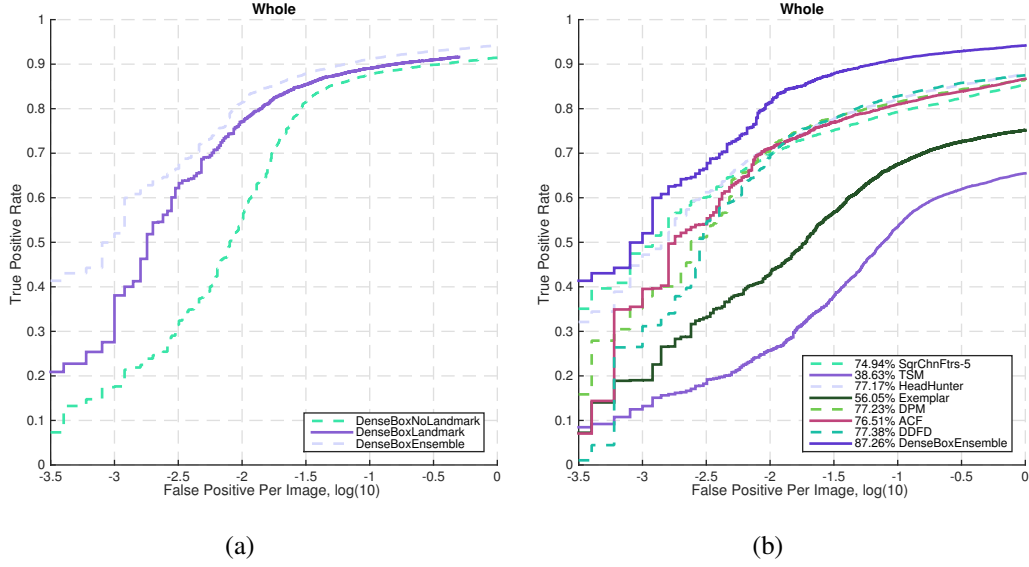 Whole
True Positive Rate
1
0.9
0.8
0.7
0.6
0.5
0.4
0.3
0.2
0.1
0
-3.5 -3 -2.5 -2 -1.5 -1 -0.5 0
False Positive Per Image, log(10)
DenseBoxNoLandmark
DenseBoxLandmark
DenseBoxEnsemble
(a)
Whole
True Positive Rate
1
0.9
0.8
0.7
0.6
0.5
0.4
0.3
0.2
0.1
0
-3.5 -3 -2.5 -2 -1.5 -1 -0.5 0
False Positive Per Image, log(10)
74.94% SqrChnFtrs-5
38.63% TSM
77.17% HeadHunter
56.05% Exemplar
77.23% DPM
76.51% ACF
77.38% DDFD
87.26% DenseBoxEnsemble
(b)